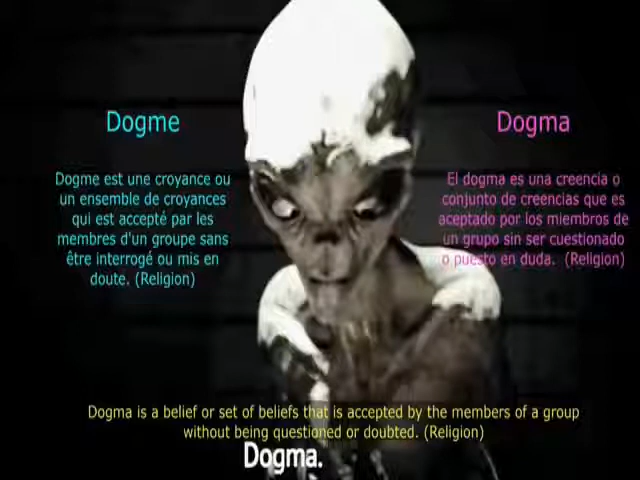 Dogme
Dogme est une croyance ou
un ensemble de croyances
qui est accepté par les
membres d'un groupe sans
être interrogé ou mis en
doute. (Religion)
Dogma
El dogma es una creencia o
conjunto de creencias que es
aceptado por los miembros de
un grupo sin ser cuestionado
o puesto en duda. (Religion)
Dogma is a belief or set of beliefs that is accepted by the members of a group
without being questioned or doubted. (Religion)
Dogma.